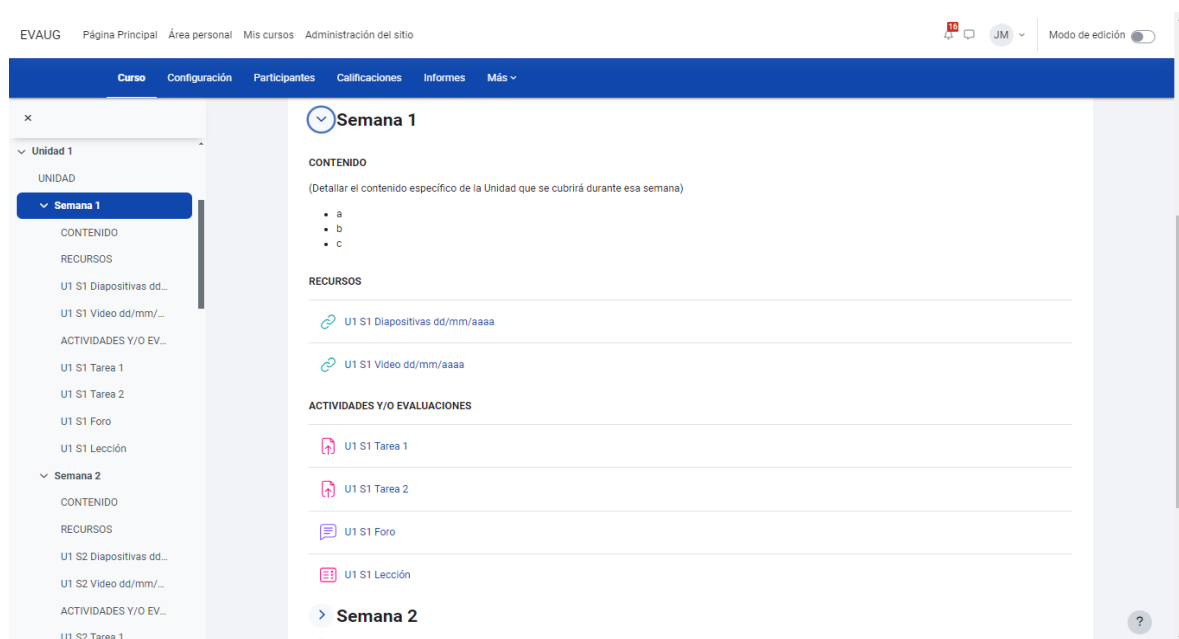 EVAUG Página Principal Área personal Mis cursos Administración del sitio 16 JM Modo de edición
Curso Configuración Participantes Calificaciones Informes Más
Unidad 1
UNIDAD
Semana 1
CONTENIDO
RECURSOS
U1 S1 Diapositivas dd...
U1 S1 Video dd/mm/...
ACTIVIDADES Y/O EV...
U1 S1 Tarea 1
U1 S1 Tarea 2
U1 S1 Foro
U1 S1 Lección
Semana 2
CONTENIDO
RECURSOS
U1 S2 Diapositivas dd...
U1 S2 Video dd/mm/...
ACTIVIDADES Y/O EV...
U1 S2 Tarea 1
Semana 1
CONTENIDO
(Detallar el contenido específico de la Unidad que se cubrirá durante esa semana)
• a
• b
• c
RECURSOS
U1 S1 Diapositivas dd/mm/aaaa
U1 S1 Video dd/mm/aaaa
ACTIVIDADES Y/O EVALUACIONES
U1 S1 Tarea 1
U1 S1 Tarea 2
U1 S1 Foro
U1 S1 Lección
Semana 2
?